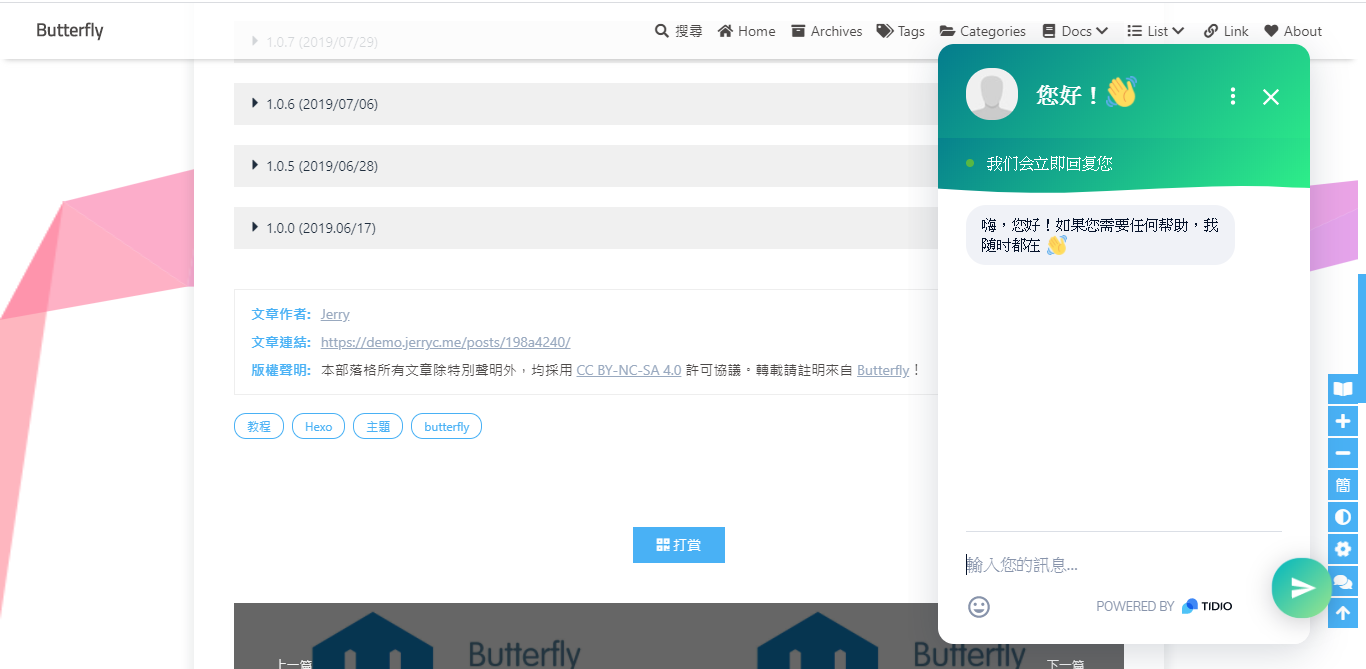 Butterfly
搜尋 Home Archives Tags Categories Docs List Link About
1.0.7 (2019/07/29)
1.0.6 (2019/07/06)
1.0.5 (2019/06/28)
1.0.0 (2019.06/17)
文章作者: Jerry
文章連結: https://demo.jerryc.me/posts/198a4240/
版權聲明: 本部落格所有文章除特別聲明外，均採用 CC BY-NC-SA 4.0 許可協議。轉載請註明來自 Butterfly！
教程 Hexo 主題 butterfly
打賞
Butterfly
上一篇
Butterfly
下一篇
您好！
我们会立即回复您
嗨，您好！如果您需要任何帮助，我
随时都在
輸入您的訊息...
POWERED BY TIDIO
簡